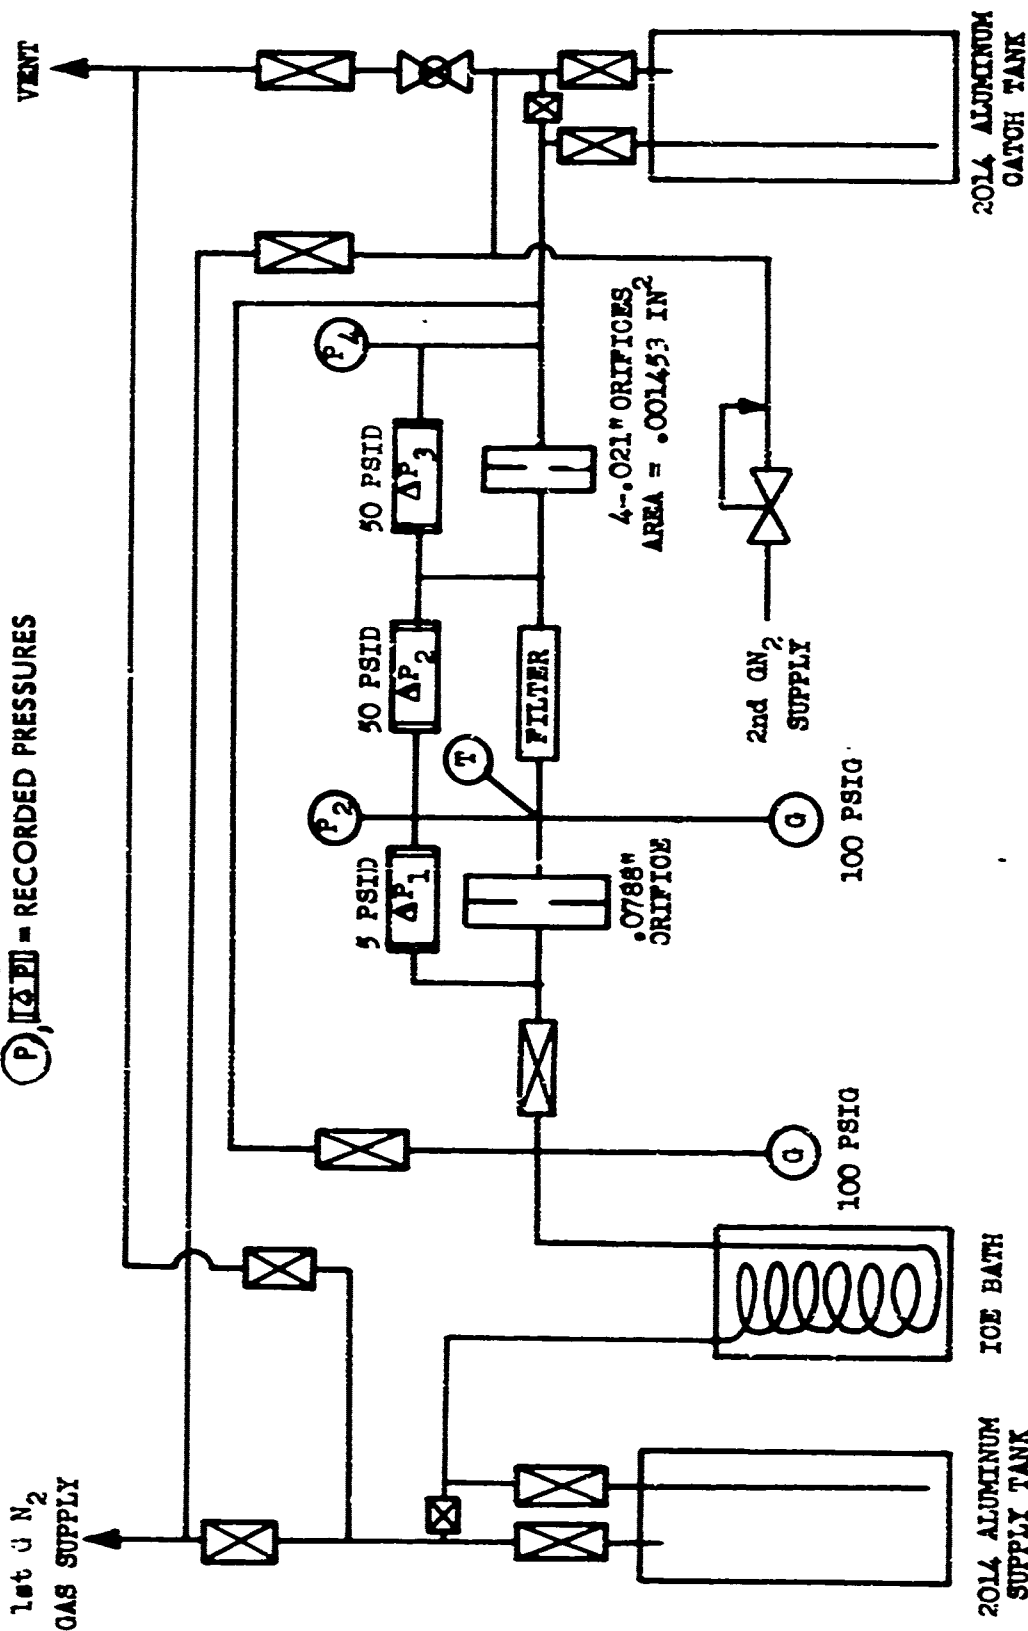 P, ΔP = RECORDED PRESSURES
1st G N2
GAS SUPPLY
VENT
5 PSID
ΔP1
50 PSID
ΔP2
50 PSID
ΔP3
P2
P4
T
FILTER
.0788"
ORIFICE
4-.021" ORIFICES
AREA = .001453 IN2
G
100 PSIG
G
100 PSIG
2nd GN2
SUPPLY
ICE BATH
2014 ALUMINUM
SUPPLY TANK
2014 ALUMINUM
CATCH TANK